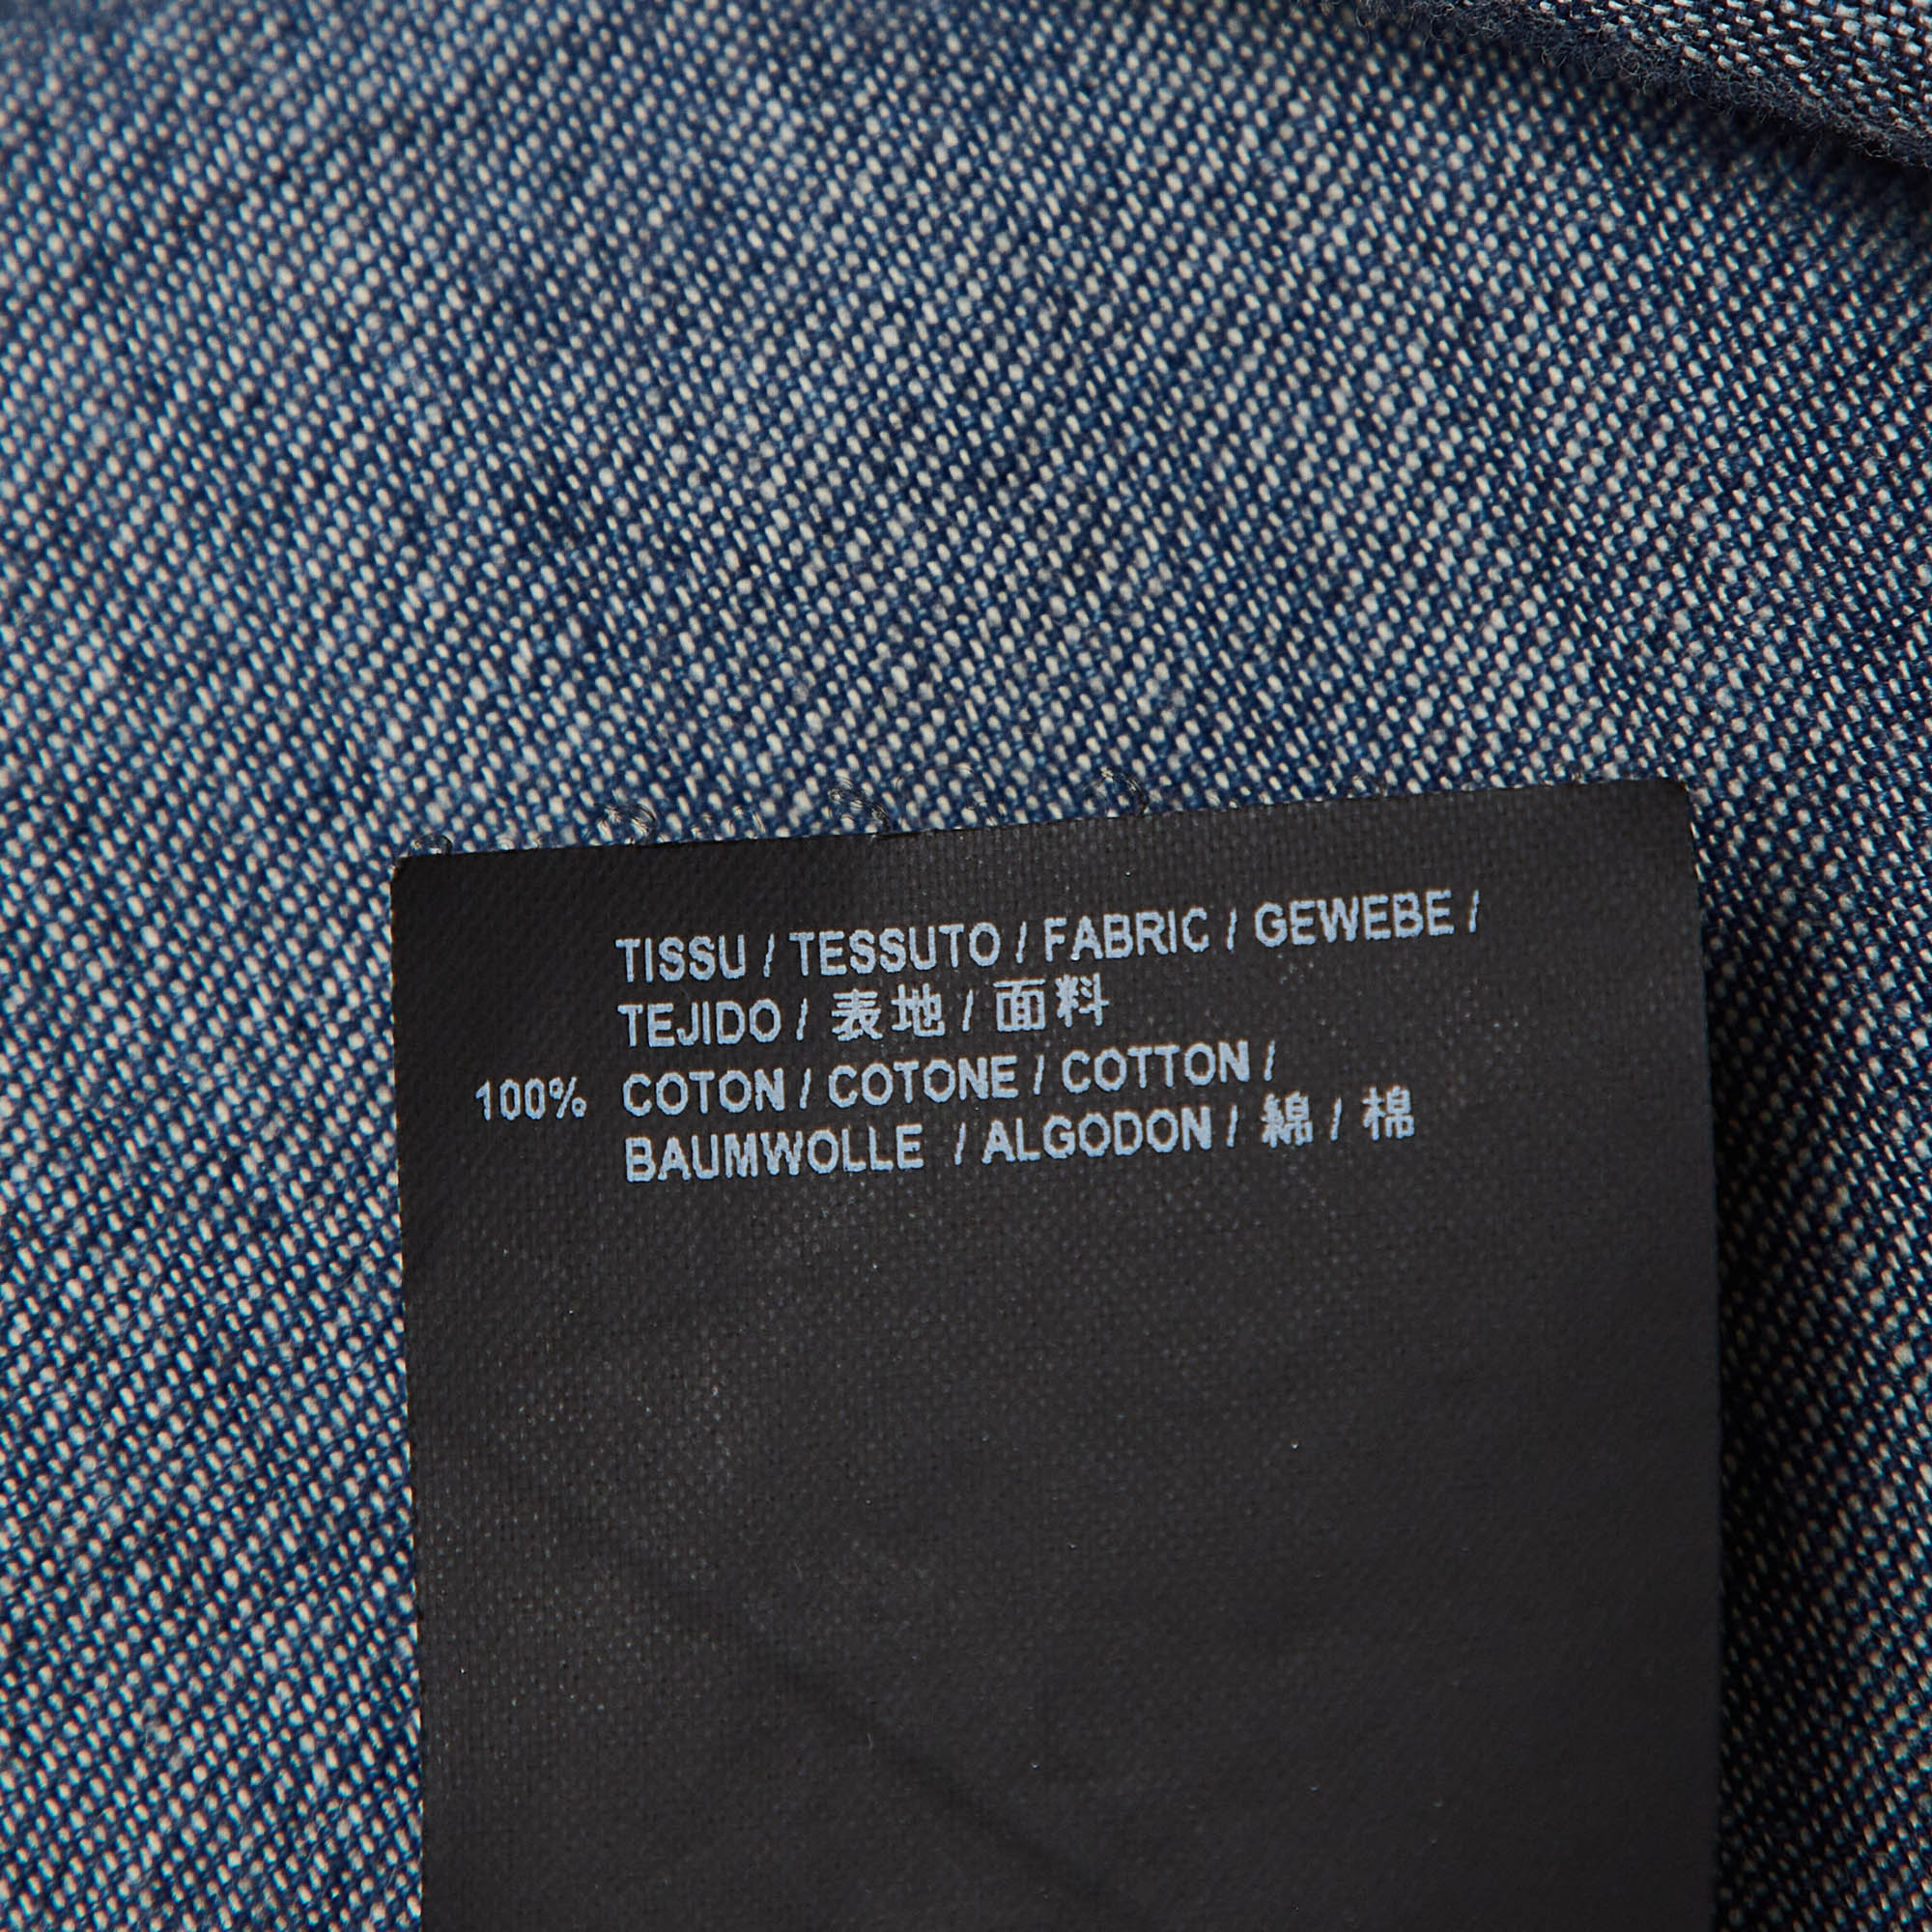 TISSU / TESSUTO / FABRIC / GEWEBE /
TEJIDO / 表地 / 面料
100% COTON / COTONE / COTTON /
BAUMWOLLE / ALGODON / 綿 / 棉